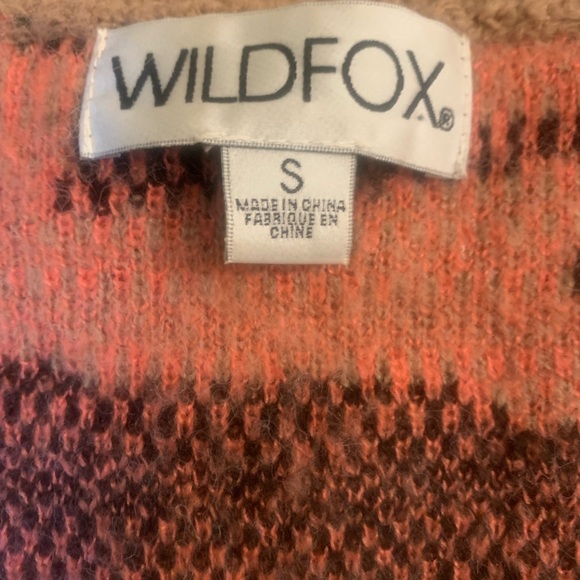 WILDFOX®
S
MADE IN CHINA
FABRIQUE EN
CHINE